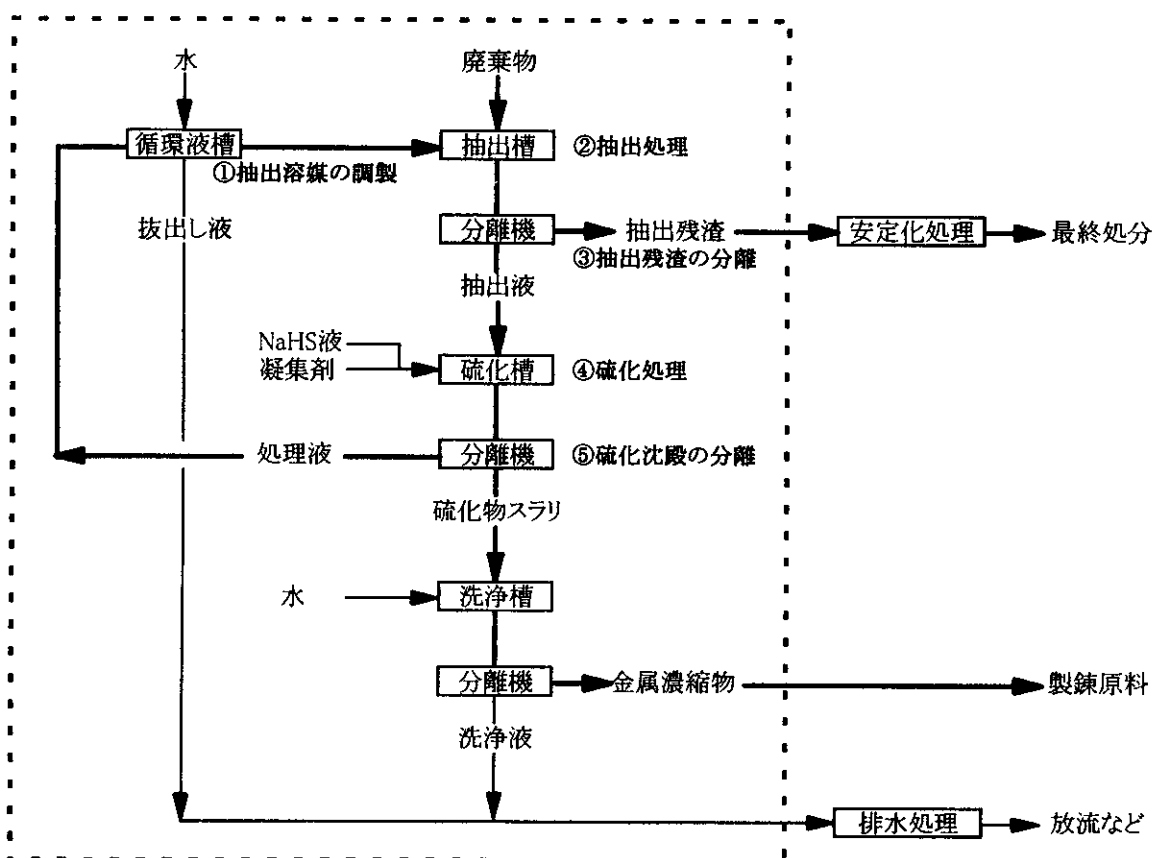 水
廃棄物
循環液槽
抽出槽
②抽出処理
①抽出溶媒の調製
抜出し液
分離機
抽出残渣
安定化処理
最終処分
③抽出残渣の分離
抽出液
NaHS液
凝集剤
硫化槽
④硫化処理
処理液
分離機
⑤硫化沈殿の分離
硫化物スラリ
水
洗浄槽
分離機
金属濃縮物
製錬原料
洗浄液
排水処理
放流など